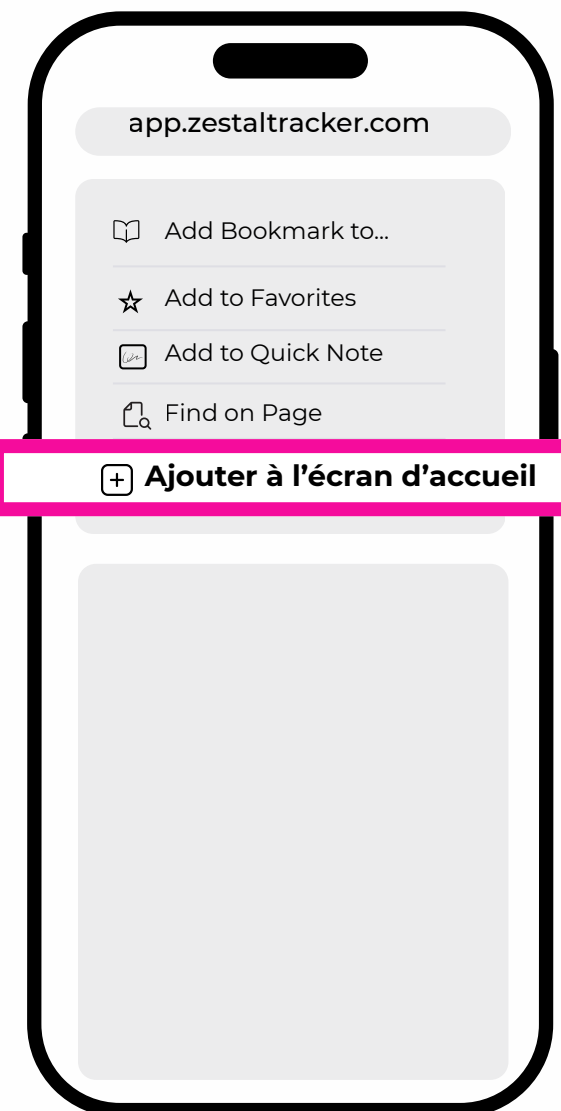 app.zestaltracker.com
Add Bookmark to...
Add to Favorites
Add to Quick Note
Find on Page
Ajouter à l’écran d’accueil